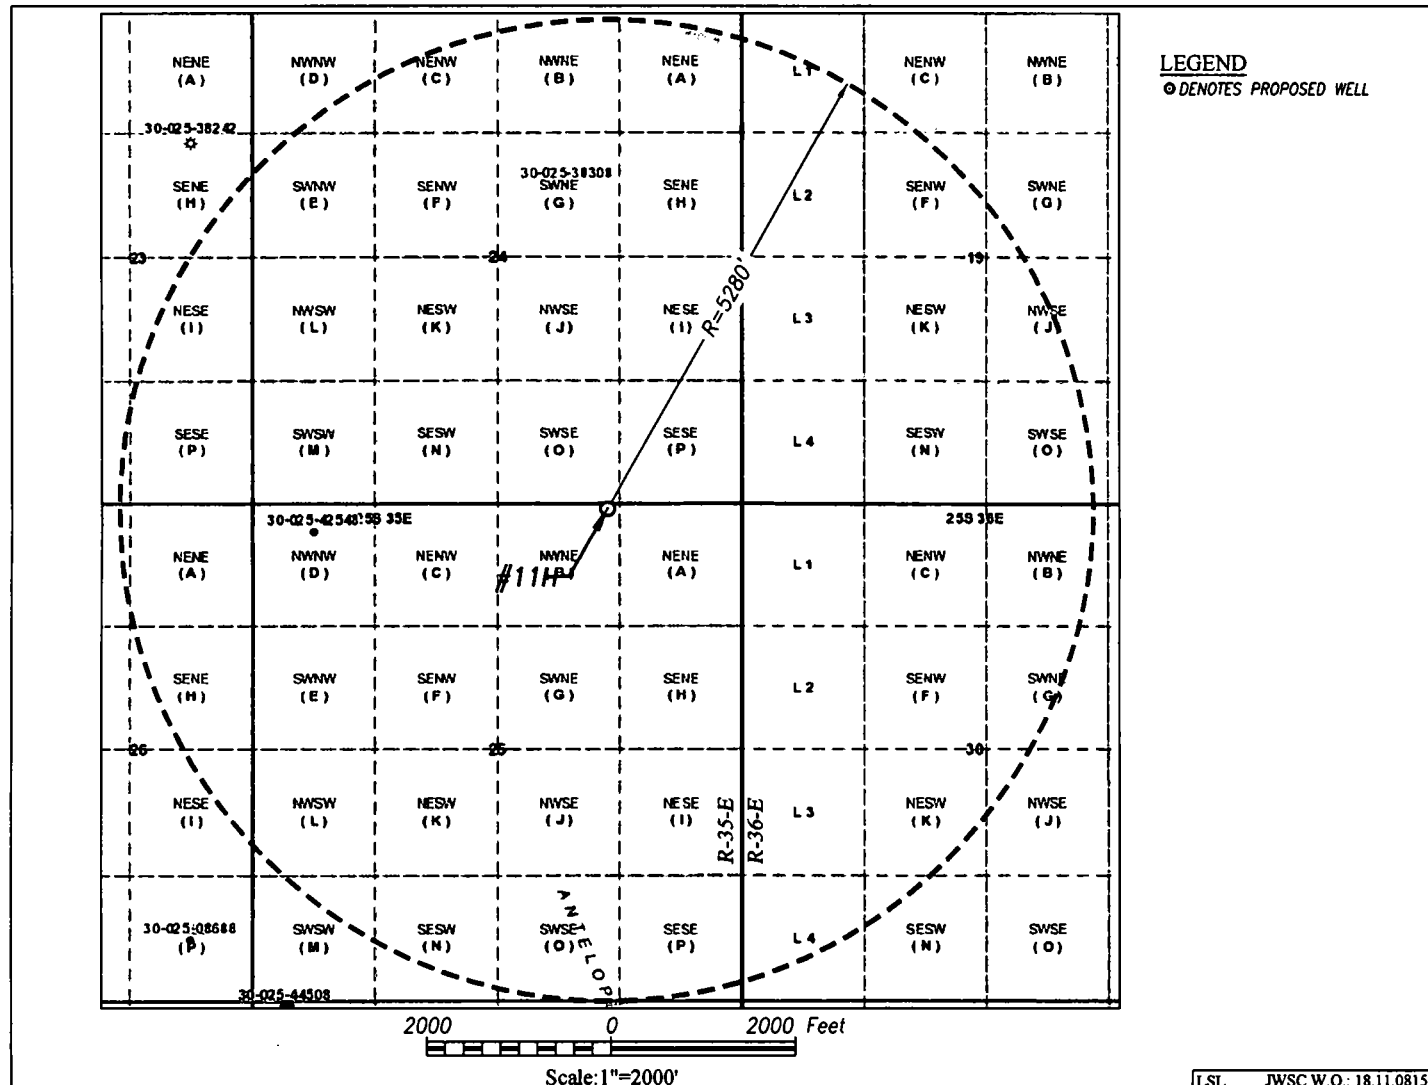 LEGEND
DENOTES PROPOSED WELL
NENE NWNW NENW NWNE NENE L1 NENW NWNE
(A) (D) (C) (B) (A) (C) (B)
30-025-38242
30-025-38308
SENE SWNW SENW SWNE SENE L2 SENW SWNE
(H) (E) (F) (G) (H) (F) (G)
23 24 19
R=5280'
NESE NWSW NESW NWSE NESE L3 NESW NWSE
(I) (L) (K) (J) (I) (K) (J)
SESE SWSW SESW SWSE SESE L4 SESW SWSE
(P) (M) (N) (O) (P) (N) (O)
30-025-42548 5S 35E 25S 36E
NENE NWNW NENW NWNE NENE L1 NENW NWNE
(A) (D) (C) (B) (A) (C) (B)
#11H
SENE SWNW SENW SWNE SENE L2 SENW SWNE
(H) (E) (F) (G) (H) (F) (G)
26 25 30
NESE NWSW NESW NWSE NESE L3 NESW NWSE
(I) (L) (K) (J) (I) (K) (J)
R-35-E
R-36-E
ANTELOP
30-025-08688 SWSW SESW SWSE SESE L4 SESW SWSE
(P) (M) (N) (O) (P) (N) (O)
30-025-44508
2000 0 2000 Feet
Scale:1"=2000'
LSL JWSC W.O.: 18.11.0815